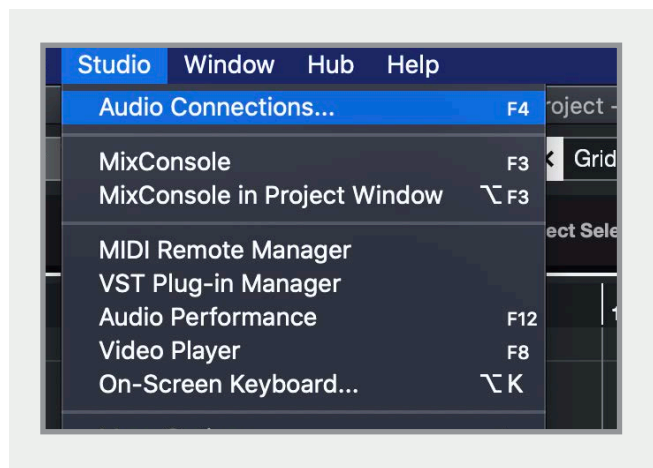 Studio Window Hub Help
Audio Connections... F4
roject -
MixConsole F3
Grid
MixConsole in Project Window ⌥ F3
ect Sele
MIDI Remote Manager
VST Plug-in Manager
Audio Performance F12
Video Player F8
On-Screen Keyboard... ⌥ K